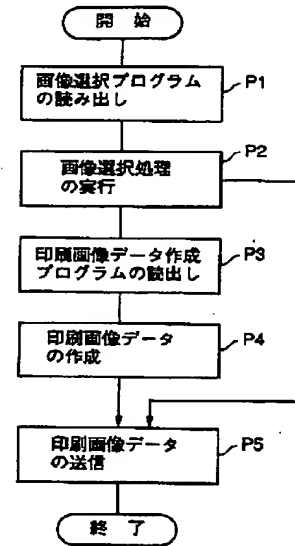 開 始
画像選択プログラム
の読み出し
P1
画像選択処理
の実行
P2
印刷画像データ作成
プログラムの読出し
P3
印刷画像データ
の作成
P4
印刷画像データ
の送信
P5
終 了